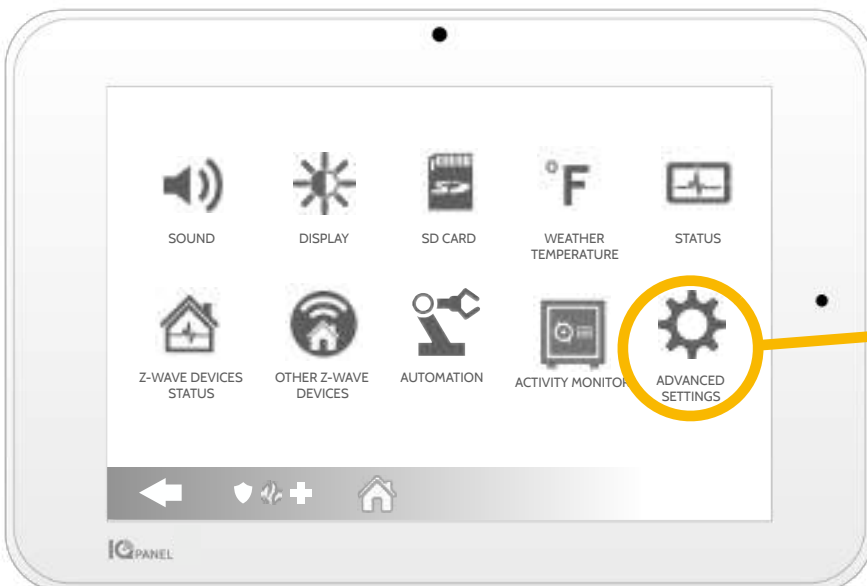 SOUND
DISPLAY
SD CARD
WEATHER
TEMPERATURE
STATUS
Z-WAVE DEVICES
STATUS
OTHER Z-WAVE
DEVICES
AUTOMATION
ACTIVITY MONITOR
ADVANCED
SETTINGS
°F
SD
IQ PANEL